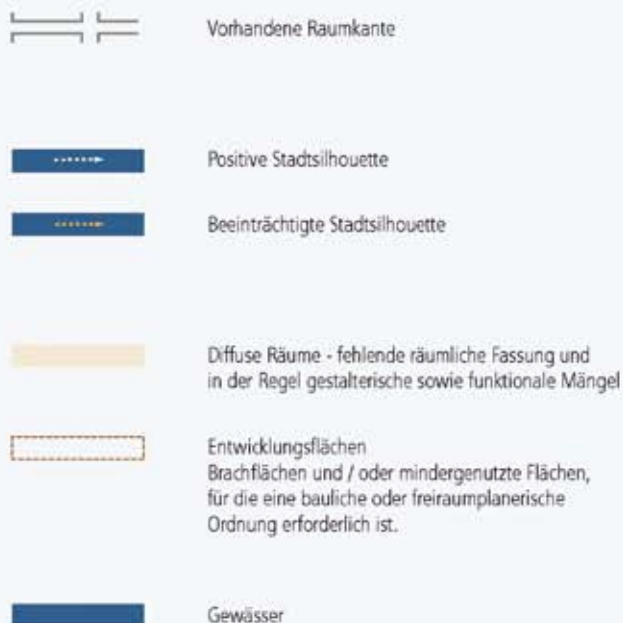 Vorhandene Raumkante
Positive Stadtsilhouette
Beeinträchtigte Stadtsilhouette
Diffuse Räume - fehlende räumliche Fassung und
in der Regel gestalterische sowie funktionale Mängel
Entwicklungsflächen
Brachflächen und / oder mindergenutzte Flächen,
für die eine bauliche oder freiraumplanerische
Ordnung erforderlich ist.
Gewässer